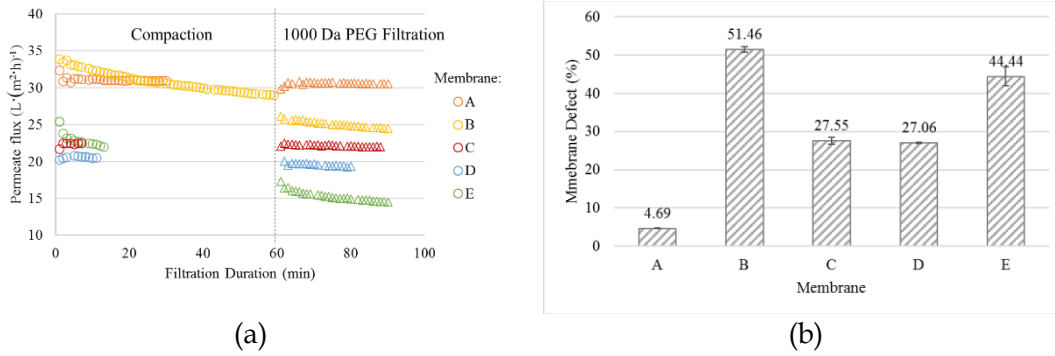 (a)
Permeate flux (L·(m²·h)⁻¹)
40
35
30
25
20
15
10
Compaction
1000 Da PEG Filtration
Membrane:
A
B
C
D
E
0
20
40
60
80
100
Filtration Duration (min)
(a)
(b)
Mmebrane Defect (%)
60
50
40
30
20
10
0
4.69
51.46
27.55
27.06
44.44
A
B
C
D
E
Membrane
(b)